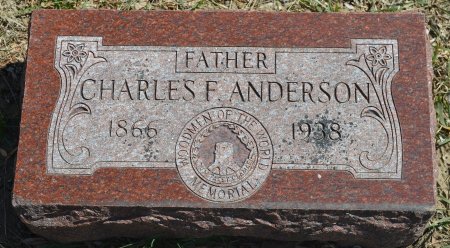 FATHER
CHARLES F. ANDERSON
1866 1938
WOODMEN OF THE WORLD
MEMORIAL